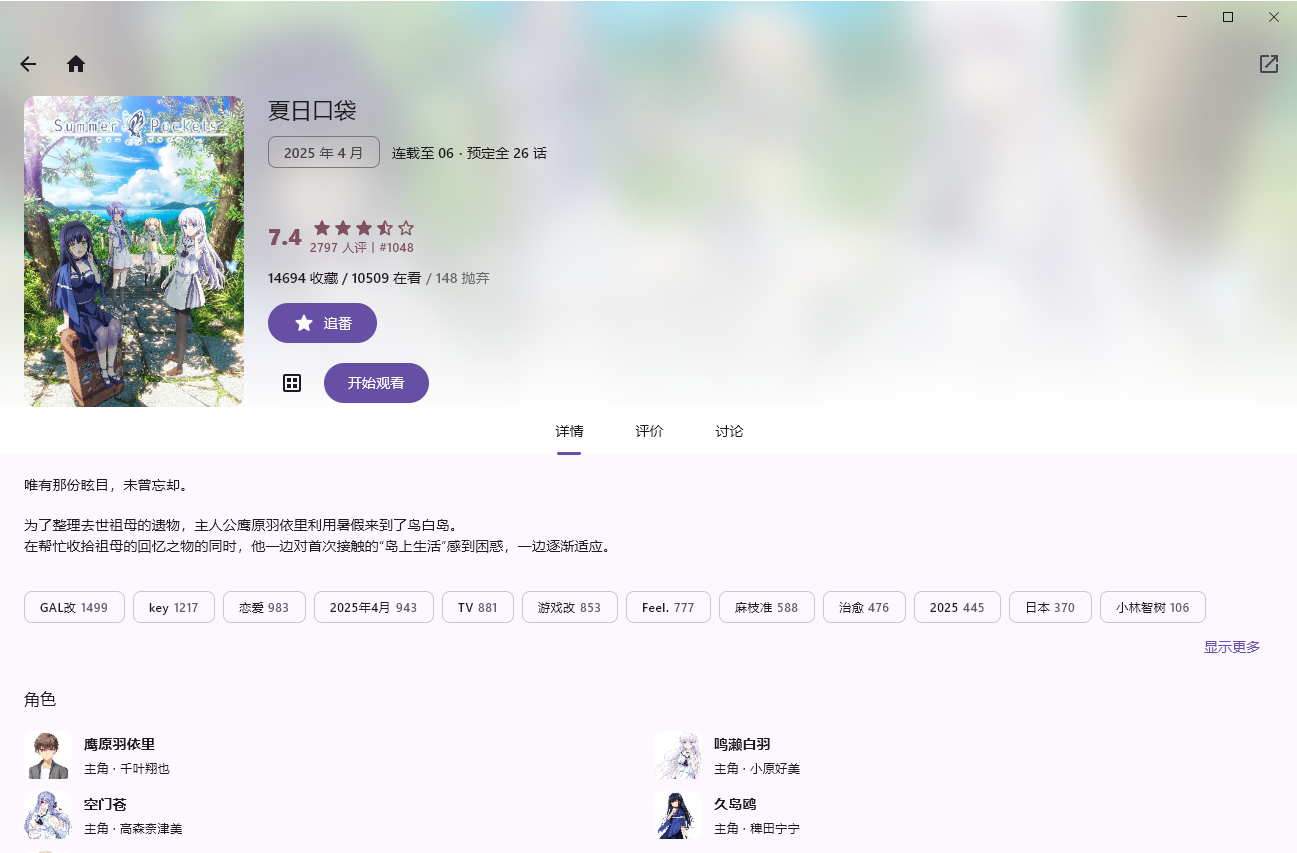 Summer Pockets
夏日口袋
2025 年 4 月 连载至 06 · 预定全 26 话
7.4
2797 人评 | #1048
14694 收藏 / 10509 在看 / 148 抛弃
追番
开始观看
详情 评价 讨论
唯有那份眩目，未曾忘却。
为了整理去世祖母的遗物，主人公鹰原羽依里利用暑假来到了鸟白岛。
在帮忙收拾祖母的回忆之物的同时，他一边对首次接触的“岛上生活”感到困惑，一边逐渐适应。
GAL改 1499 key 1217 恋爱 983 2025年4月 943 TV 881 游戏改 853 Feel. 777 麻枝准 588 治愈 476 2025 445 日本 370 小林智树 106
显示更多
角色
鹰原羽依里
主角 · 千叶翔也
鸣濑白羽
主角 · 小原好美
空门苍
主角 · 高森奈津美
久岛鸥
主角 · 稗田宁宁